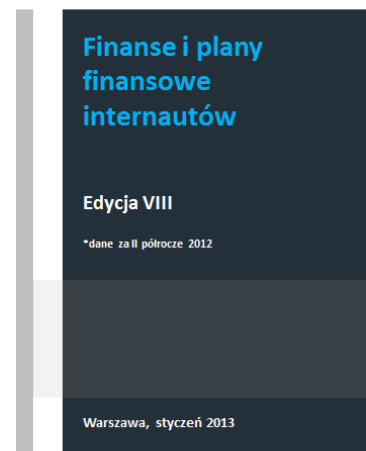 Finanse i plany
finansowe
internautów
Edycja VIII
*dane za II półrocze 2012
Warszawa, styczeń 2013